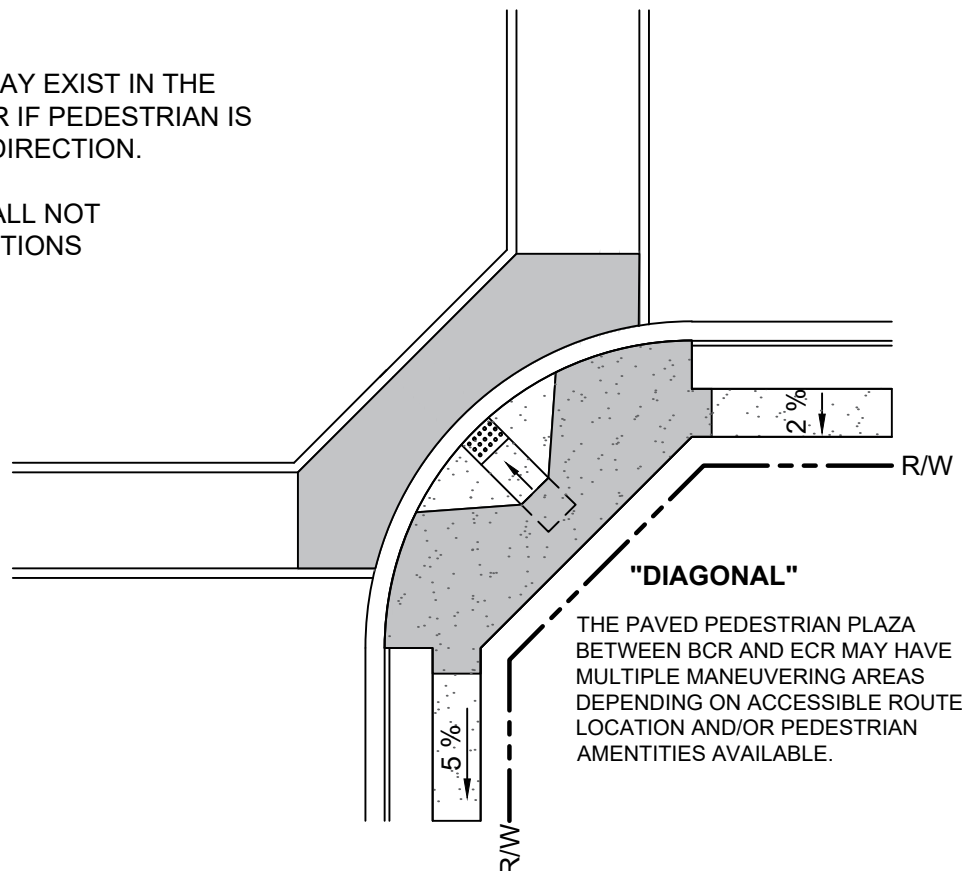 AY EXIST IN THE
R IF PEDESTRIAN IS
DIRECTION.
ALL NOT
TIONS
2 %
R/W
"DIAGONAL"
THE PAVED PEDESTRIAN PLAZA
BETWEEN BCR AND ECR MAY HAVE
MULTIPLE MANEUVERING AREAS
DEPENDING ON ACCESSIBLE ROUTE
LOCATION AND/OR PEDESTRIAN
AMENTITIES AVAILABLE.
5 %
R/W